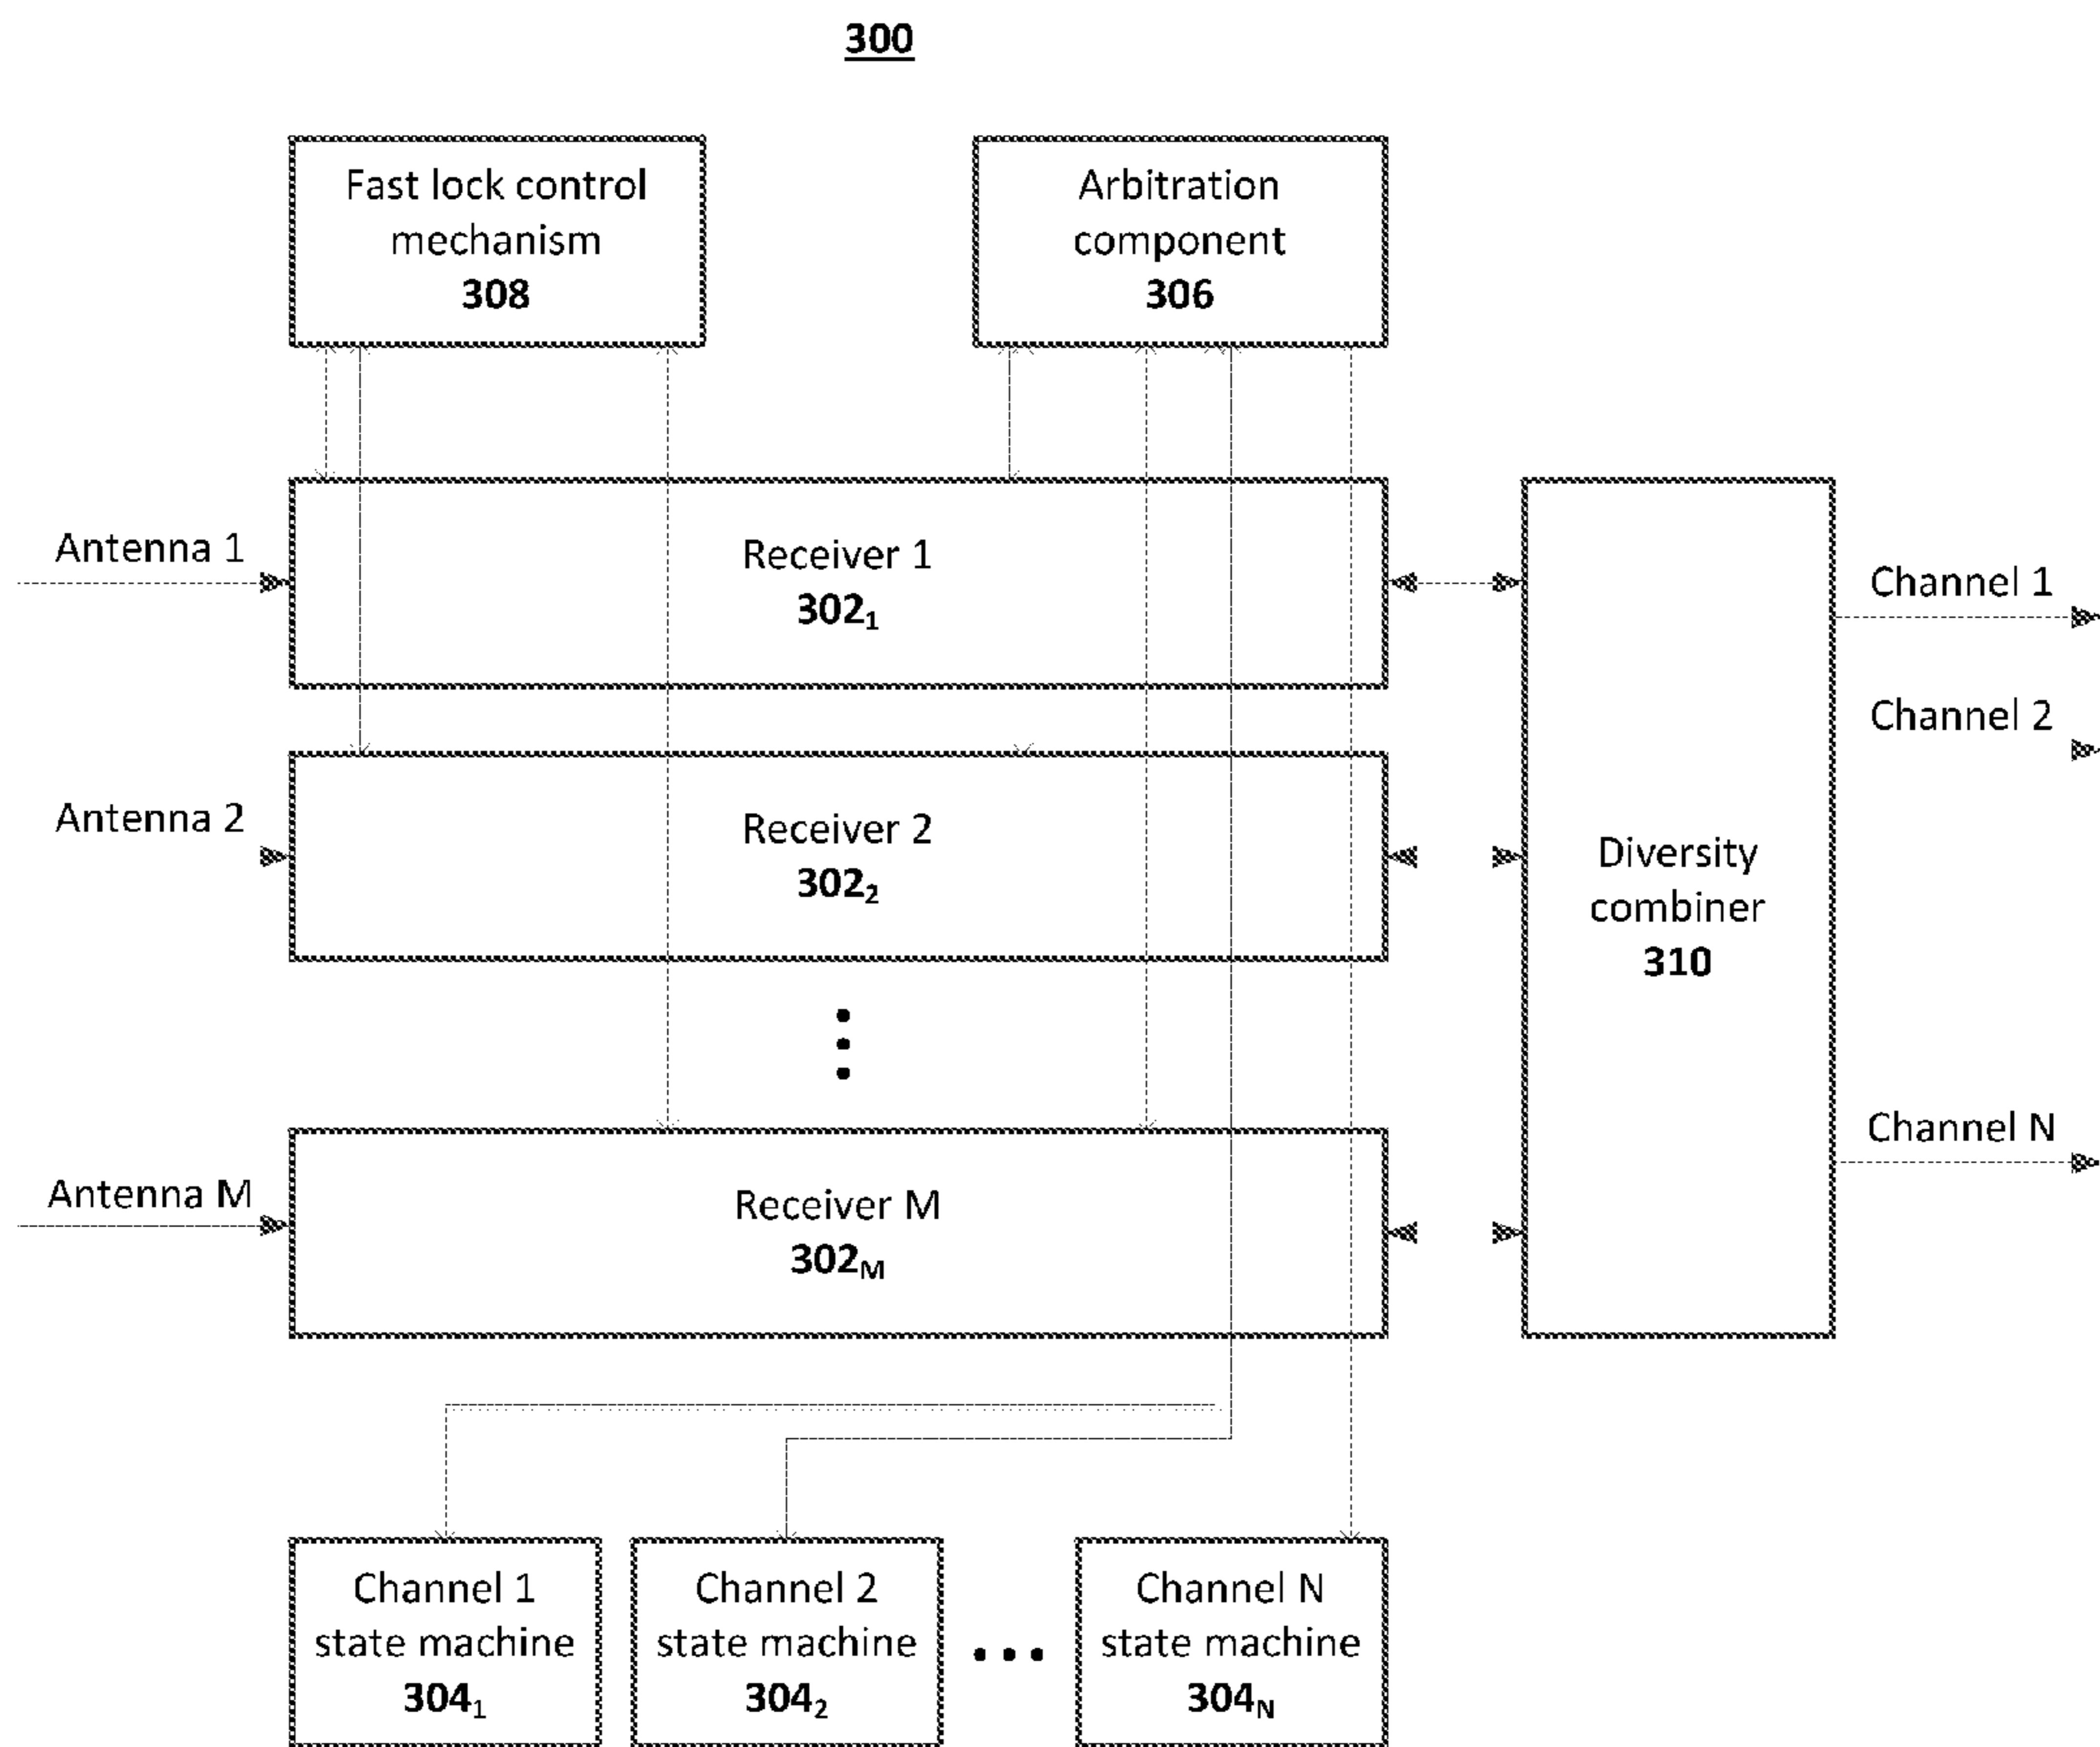 300
Fast lock control
mechanism
308
Arbitration
component
306
Antenna 1
Receiver 1
302₁
Channel 1
Channel 2
Antenna 2
Receiver 2
302₂
Diversity
combiner
310
Antenna M
Receiver M
302M
Channel N
Channel 1
state machine
304₁
Channel 2
state machine
304₂
Channel N
state machine
304N